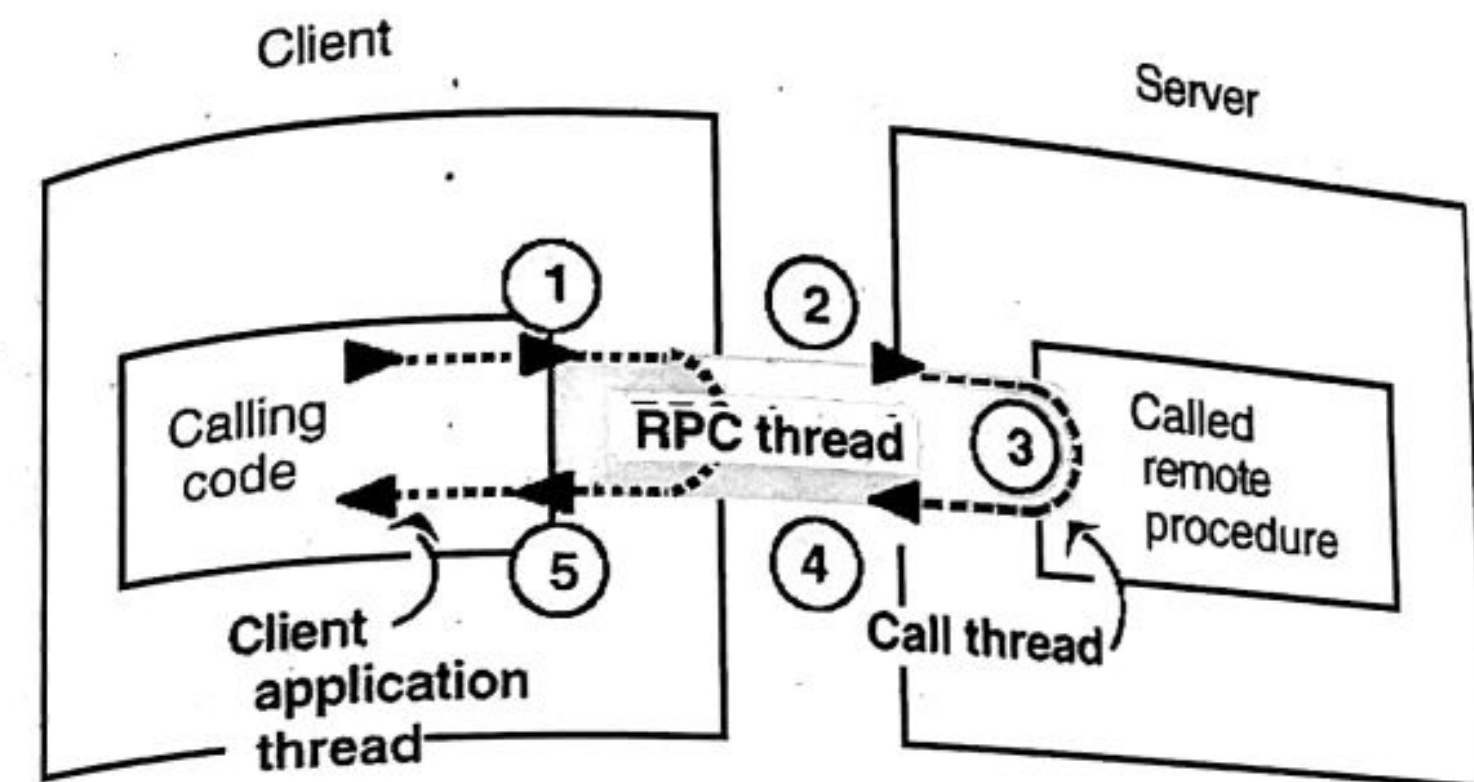 Client
Server
1
2
Calling
code
RPC thread
3
Called
remote
procedure
5
4
Client
application
thread
Call thread